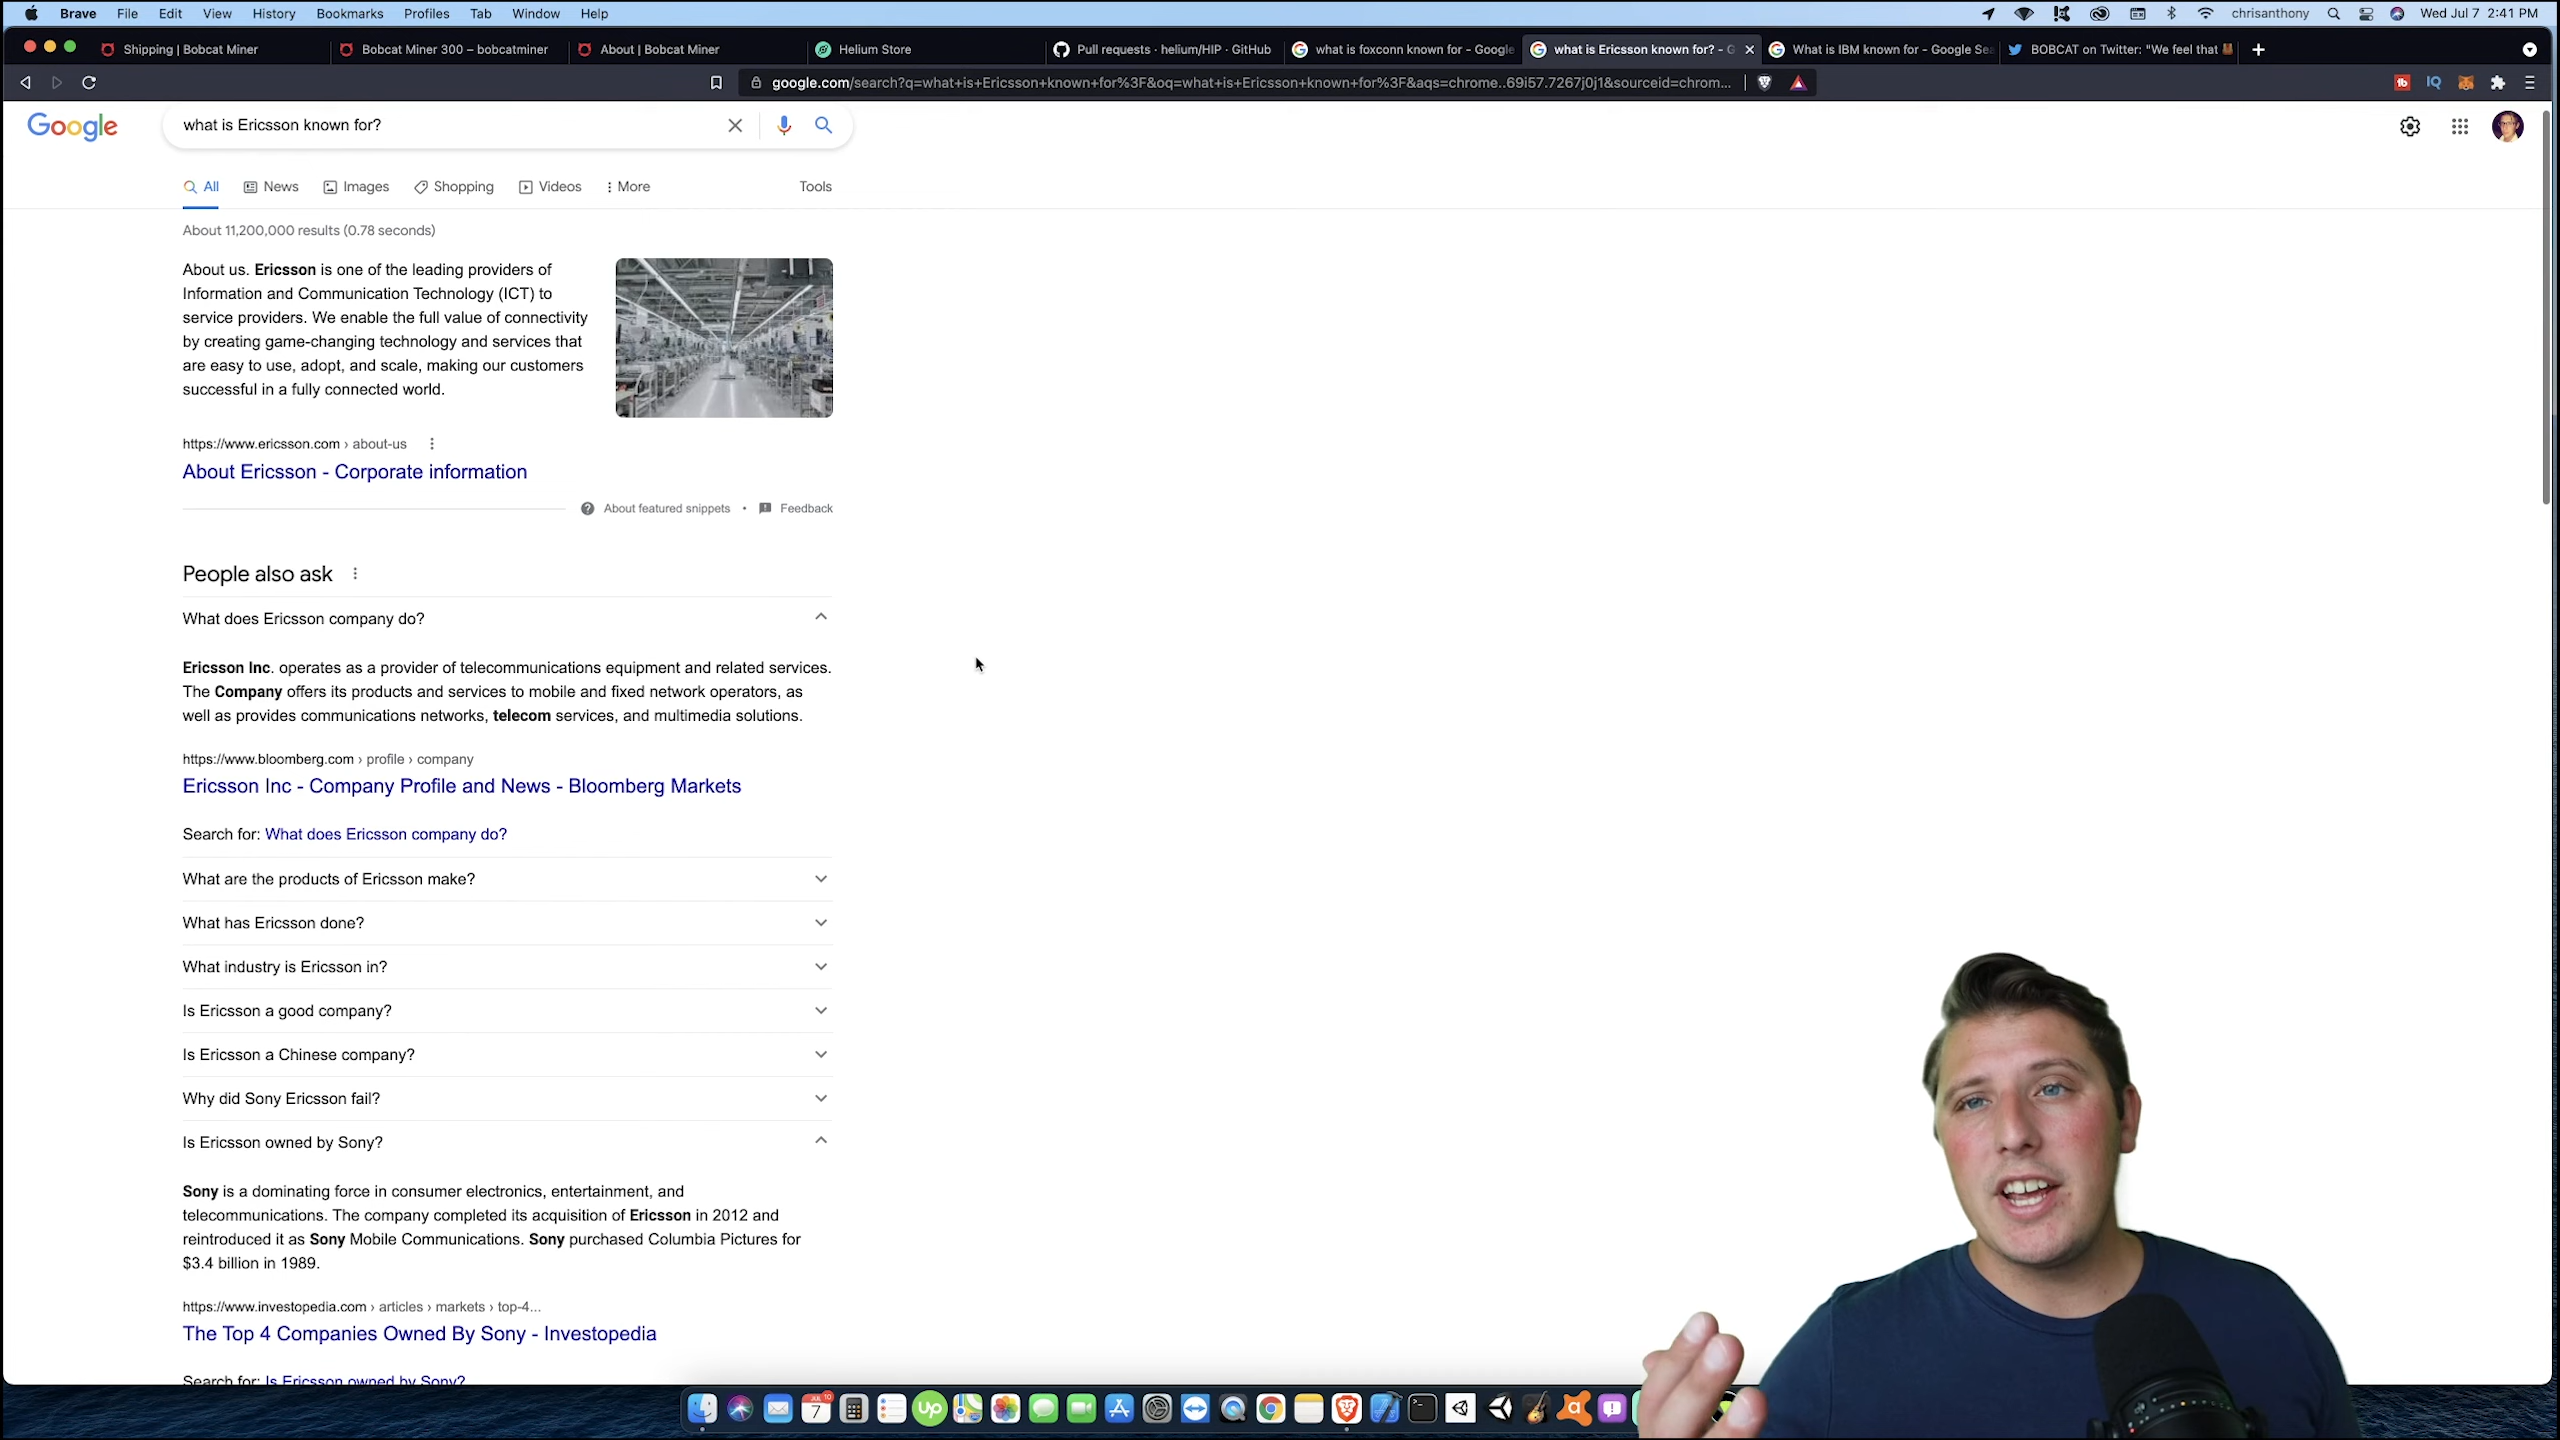 Brave File Edit View History Bookmarks Profiles Tab Window Help chrisanthony Wed Jul 7 2:41 PM
Shipping | Bobcat Miner Bobcat Miner 300 – bobcatminer About | Bobcat Miner Helium Store Pull requests · helium/HIP · GitHub what is foxconn known for - Google what is Ericsson known for? - G What is IBM known for - Google Sea BOBCAT on Twitter: "We feel that
google.com/search?q=what+is+Ericsson+known+for%3F&oq=what+is+Ericsson+known+for%3F&aqs=chrome..69i57.7267j0j1&sourceid=chrom...
Google what is Ericsson known for?
All News Images Shopping Videos More Tools
About 11,200,000 results (0.78 seconds)
About us. Ericsson is one of the leading providers of
Information and Communication Technology (ICT) to
service providers. We enable the full value of connectivity
by creating game-changing technology and services that
are easy to use, adopt, and scale, making our customers
successful in a fully connected world.
https://www.ericsson.com › about-us
About Ericsson - Corporate information
About featured snippets • Feedback
People also ask
What does Ericsson company do?
Ericsson Inc. operates as a provider of telecommunications equipment and related services.
The Company offers its products and services to mobile and fixed network operators, as
well as provides communications networks, telecom services, and multimedia solutions.
https://www.bloomberg.com › profile › company
Ericsson Inc - Company Profile and News - Bloomberg Markets
Search for: What does Ericsson company do?
What are the products of Ericsson make?
What has Ericsson done?
What industry is Ericsson in?
Is Ericsson a good company?
Is Ericsson a Chinese company?
Why did Sony Ericsson fail?
Is Ericsson owned by Sony?
Sony is a dominating force in consumer electronics, entertainment, and
telecommunications. The company completed its acquisition of Ericsson in 2012 and
reintroduced it as Sony Mobile Communications. Sony purchased Columbia Pictures for
$3.4 billion in 1989.
https://www.investopedia.com › articles › markets › top-4...
The Top 4 Companies Owned By Sony - Investopedia
Search for: Is Ericsson owned by Sony?